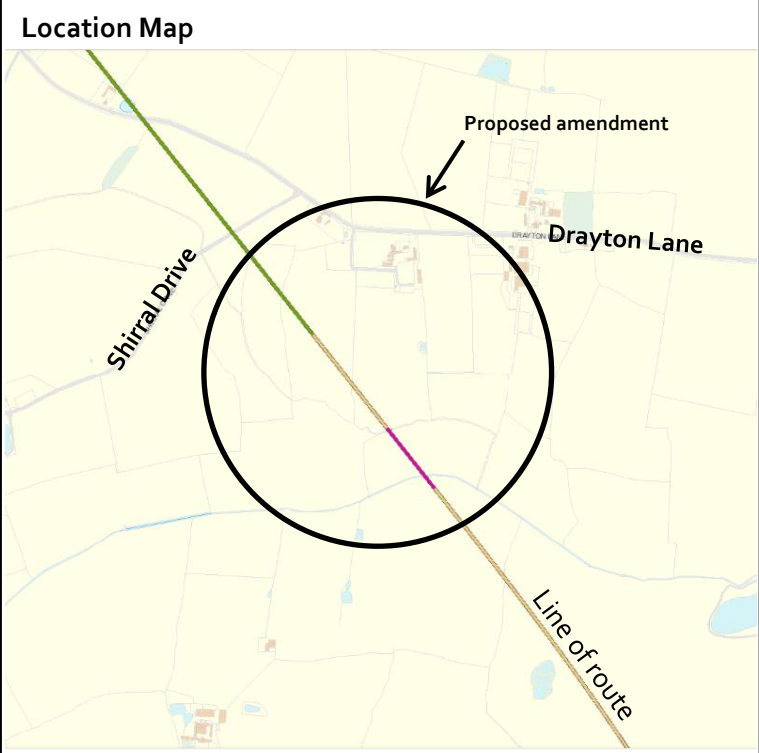 Location Map
Proposed amendment
Drayton Lane
Shirral Drive
Line of route